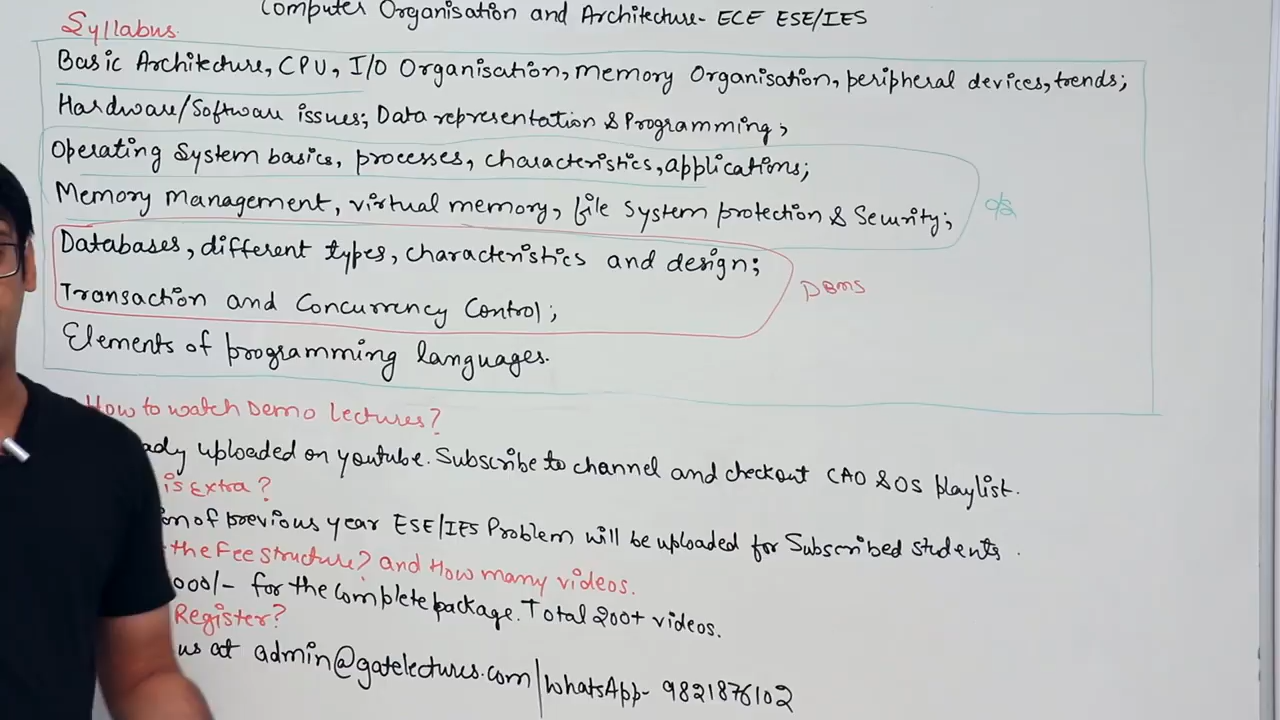 Computer Organisation and Architecture- ECE ESE/IES
Syllabus.
Basic Architecture, CPU, I/O Organisation, Memory Organisation, peripheral devices, trends;
Hardware/Software issues; Data representation & Programming;
Operating System basics, processes, characteristics, applications;
Memory Management, virtual memory, file System protection & Security;
O/S
Databases, different types, characteristics and design;
Transaction and Concurrency Control;
DBMS
Elements of programming languages.
How to watch Demo Lectures?
ady uploaded on youtube. Subscribe to channel and checkout CAO & OS playlist.
is Extra?
on of previous year ESE/IES Problem will be uploaded for Subscribed students.
the Fee Structure? and How many videos.
000/- for the complete package. Total 200+ videos.
Register?
us at admin@gatelectures.com/whatsApp- 9821876102